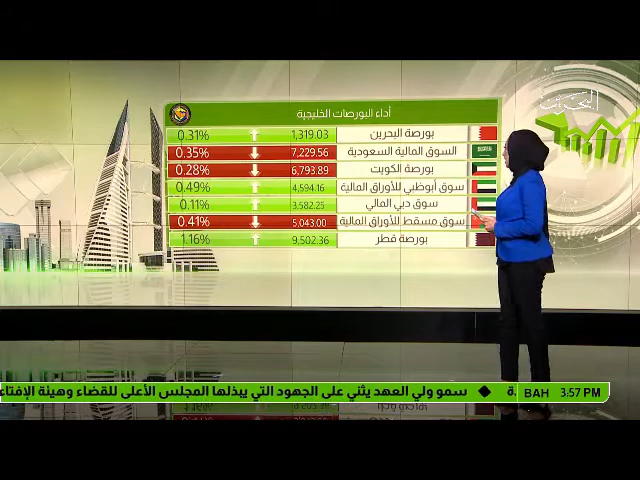 البحرين
أداء البورصات الخليجية
بورصة البحرين 1,319.03 0.31%
السوق المالية السعودية 7,229.56 0.35%
بورصة الكويت 6,793.89 0.28%
سوق أبوظبي للأوراق المالية 4,594.16 0.49%
سوق دبي المالي 3,582.25 0.11%
سوق مسقط للأوراق المالية 5,043.00 0.41%
بورصة قطر 9,502.36 1.16%
ـة ◆ سمو ولي العهد يثني على الجهود التي يبذلها المجلس الأعلى للقضاء وهيئة الإفتاء
BAH 3:57 PM